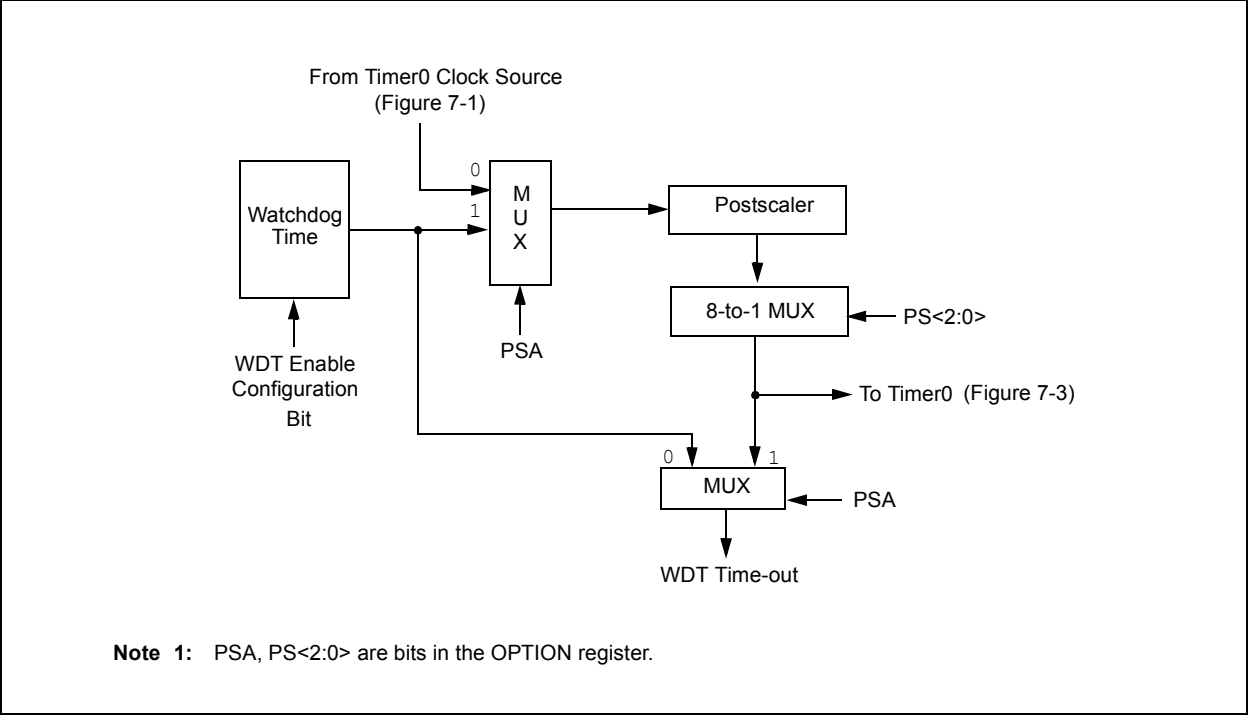 From Timer0 Clock Source
(Figure 7-1)
0
1
M
U
X
Watchdog
Time
Postscaler
8-to-1 MUX
PS<2:0>
PSA
WDT Enable
Configuration
Bit
To Timer0 (Figure 7-3)
0
1
MUX
PSA
WDT Time-out
Note 1: PSA, PS<2:0> are bits in the OPTION register.